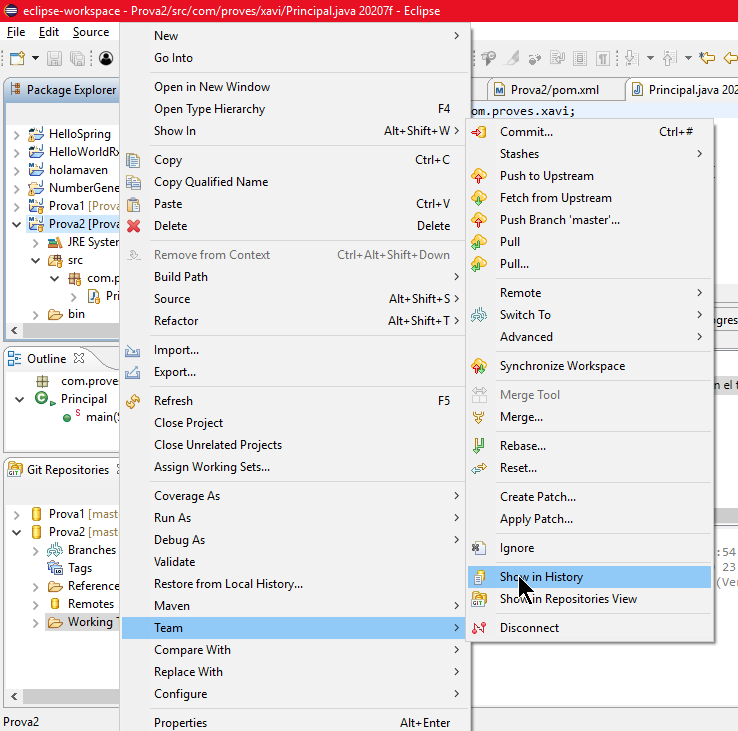 eclipse-workspace - Prova2/src/com/proves/xavi/Principal.java 20207f - Eclipse
File Edit Source
Package Explorer
HelloSpring
HelloWorldRx
holamaven
NumberGene
Prova1 [Prova
Prova2 [Prova
JRE System
src
com.p
Pri
bin
Outline
com.proves
Principal
main(S
Git Repositories
Prova1 [mast
Prova2 [mast
Branches
Tags
Reference
Remotes
Working T
Prova2
New
Go Into
Open in New Window
Open Type Hierarchy F4
Show In Alt+Shift+W
Copy Ctrl+C
Copy Qualified Name
Paste Ctrl+V
Delete Delete
Remove from Context Ctrl+Alt+Shift+Down
Build Path
Source Alt+Shift+S
Refactor Alt+Shift+T
Import...
Export...
Refresh F5
Close Project
Close Unrelated Projects
Assign Working Sets...
Coverage As
Run As
Debug As
Validate
Restore from Local History...
Maven
Team
Compare With
Replace With
Configure
Properties Alt+Enter
Prova2/pom.xml
Principal.java 202
om.proves.xavi;
Commit... Ctrl+#
Stashes
Push to Upstream
Fetch from Upstream
Push Branch 'master'...
Pull
Pull...
Remote
Switch To
Advanced
Synchronize Workspace
Merge Tool
Merge...
Rebase...
Reset...
Create Patch...
Apply Patch...
Ignore
Show in History
Show in Repositories View
Disconnect
ogres
n el t
:54
23
(Ver